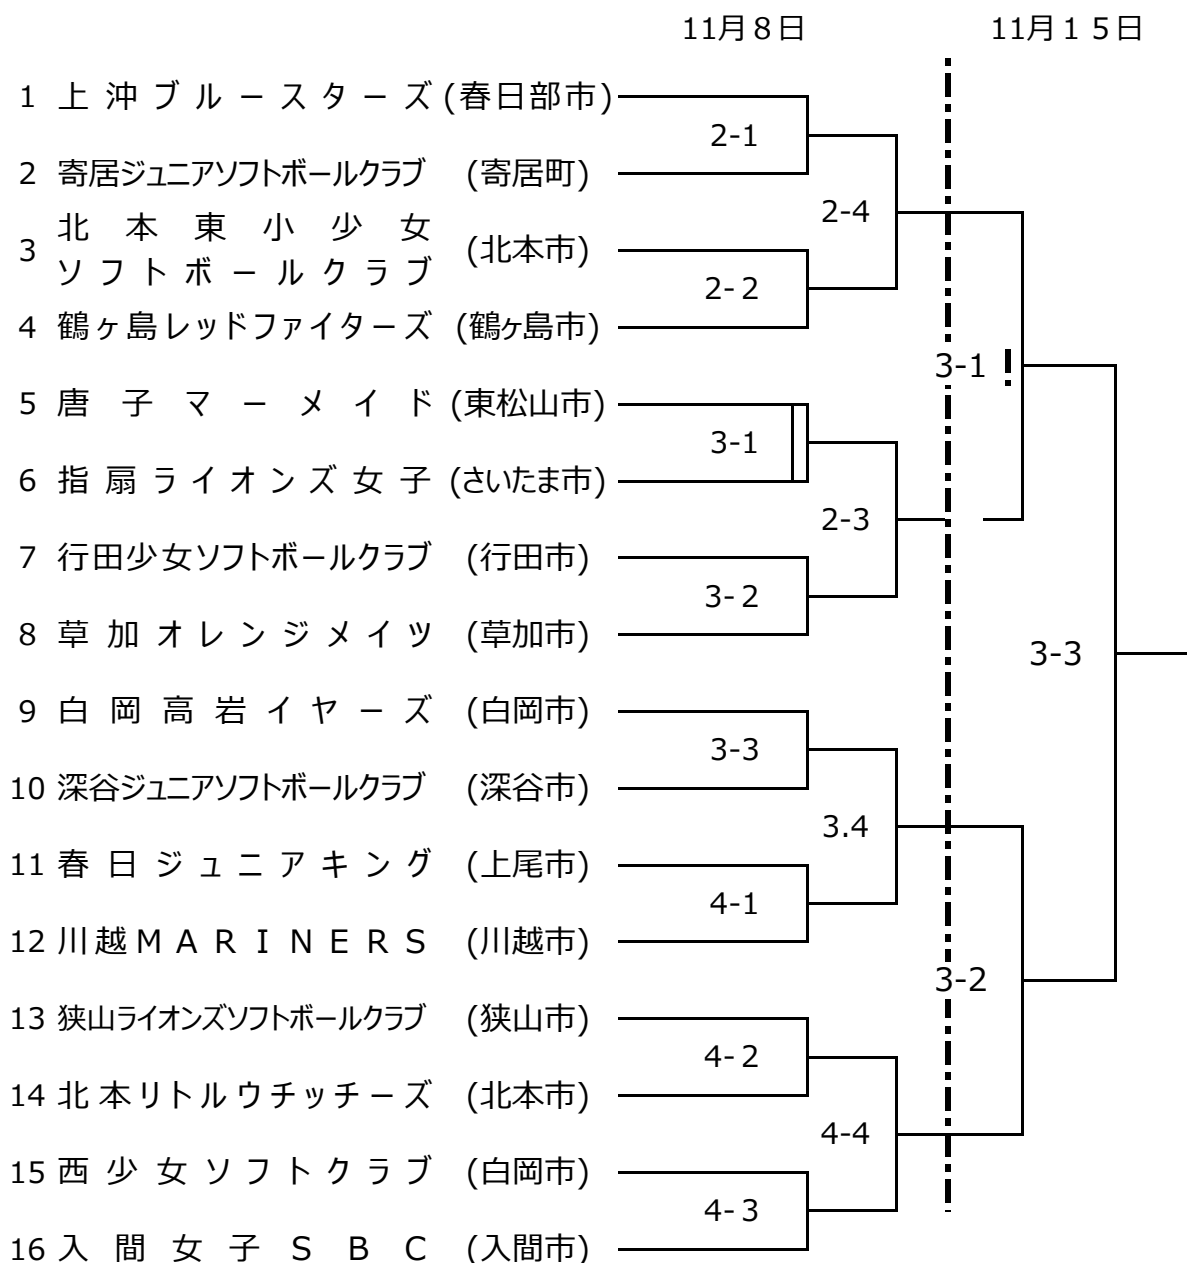 11月８日 11月１５日
1 上沖ブルースターズ (春日部市)
2-1
2 寄居ジュニアソフトボールクラブ (寄居町)
2-4
3 北本東小少女
ソフトボールクラブ (北本市)
2-２
4 鶴ヶ島レッドファイターズ (鶴ヶ島市)
3-1
5 唐子マーメイド (東松山市)
3-1
6 指扇ライオンズ女子 (さいたま市)
2-3
7 行田少女ソフトボールクラブ (行田市)
3-２
8 草加オレンジメイツ (草加市)
3-3
9 白岡高岩イヤーズ (白岡市)
3-3
10 深谷ジュニアソフトボールクラブ (深谷市)
3.4
11 春日ジュニアキング (上尾市)
4-1
12 川越ＭＡＲＩＮＥＲＳ (川越市)
3-2
13 狭山ライオンズソフトボールクラブ (狭山市)
4-２
14 北本リトルウチッチーズ (北本市)
4-4
15 西少女ソフトクラブ (白岡市)
4-３
16 入間女子ＳＢＣ (入間市)